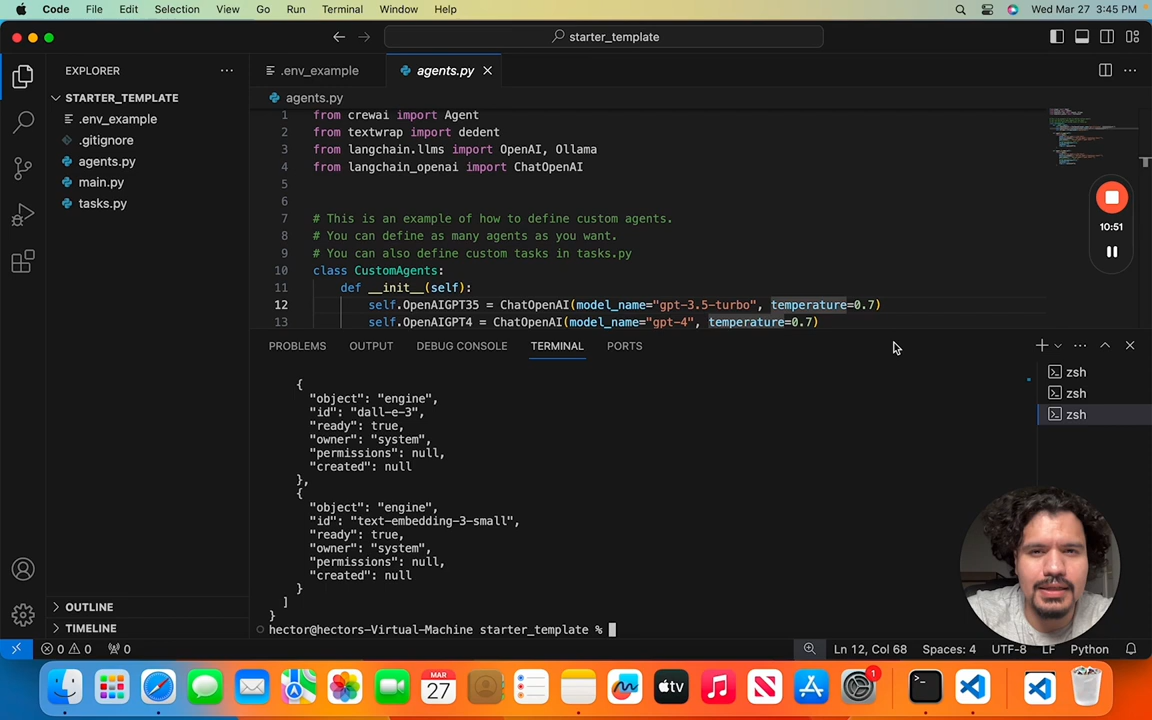 Code File Edit Selection View Go Run Terminal Window Help Wed Mar 27 3:45 PM
starter_template
EXPLORER
.env_example
agents.py
STARTER_TEMPLATE
.env_example
.gitignore
agents.py
main.py
tasks.py
OUTLINE
TIMELINE
agents.py
1 from crewai import Agent
2 from textwrap import dedent
3 from langchain.llms import OpenAI, Ollama
4 from langchain_openai import ChatOpenAI
5
6
7 # This is an example of how to define custom agents.
8 # You can define as many agents as you want.
9 # You can also define custom tasks in tasks.py
10 class CustomAgents:
11 def __init__(self):
12 self.OpenAIGPT35 = ChatOpenAI(model_name="gpt-3.5-turbo", temperature=0.7)
13 self.OpenAIGPT4 = ChatOpenAI(model_name="gpt-4", temperature=0.7)
10:51
PROBLEMS OUTPUT DEBUG CONSOLE TERMINAL PORTS
zsh
zsh
zsh
{
"object": "engine",
"id": "dall-e-3",
"ready": true,
"owner": "system",
"permissions": null,
"created": null
},
{
"object": "engine",
"id": "text-embedding-3-small",
"ready": true,
"owner": "system",
"permissions": null,
"created": null
}
]
}
hector@hectors-Virtual-Machine starter_template %
0 0 0 Ln 12, Col 68 Spaces: 4 UTF-8 LF Python
MAR
27
tv
1